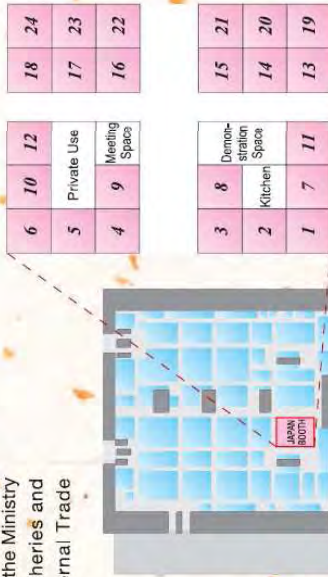 the Ministry
heries and
ernal Trade
6 10 12
5 Private Use
4 9 Meeting
Space
18 24
17 23
16 22
3 8 Demon-
stration
Space
2 Kitchen
1 7 11
15 21
14 20
13 19
JAPAN
BOOTH